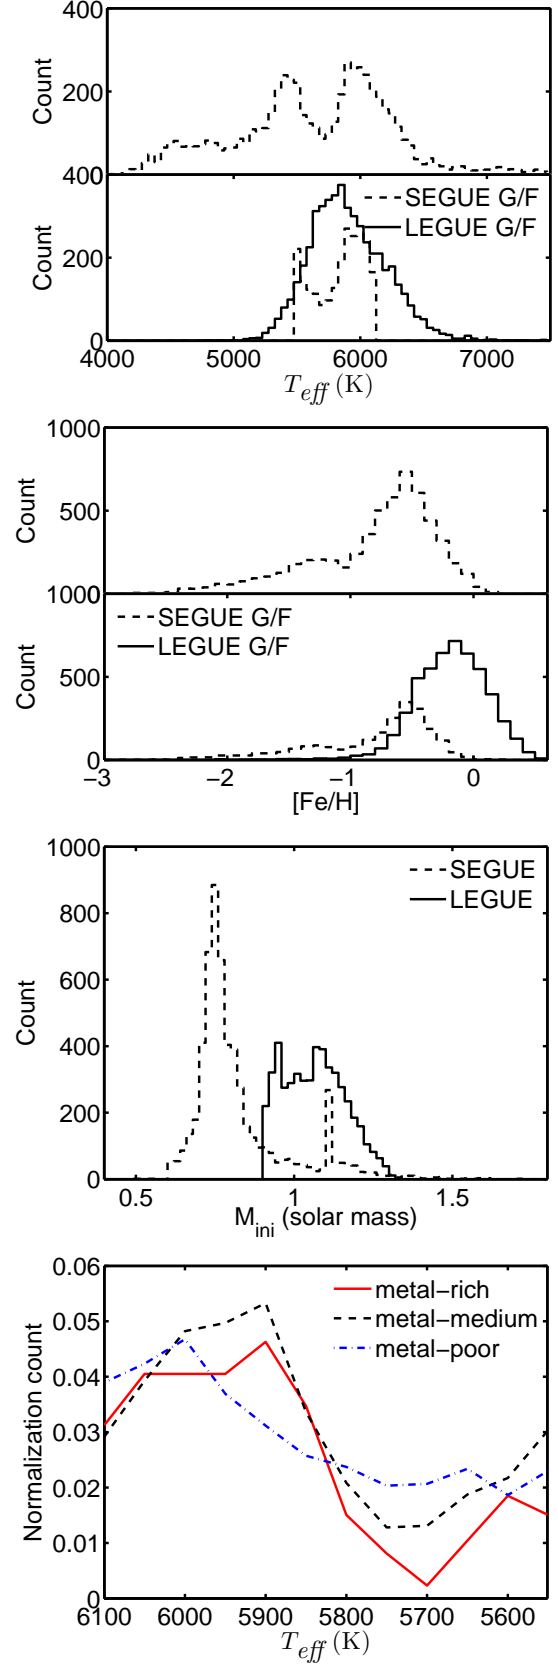 400
200
400
Count
SEGUE G/F
LEGUE G/F
200
0
Count
4000 5000 6000 7000
T_eff (K)
1000
500
1000
Count
SEGUE G/F
LEGUE G/F
500
0
Count
−3 −2 −1 0
[Fe/H]
1000
800
600
400
200
0
Count
SEGUE
LEGUE
0.5 1 1.5
M_ini (solar mass)
0.06
0.05
0.04
0.03
0.02
0.01
0
Normalization count
metal−rich
metal−medium
metal−poor
6100 6000 5900 5800 5700 5600
T_eff (K)